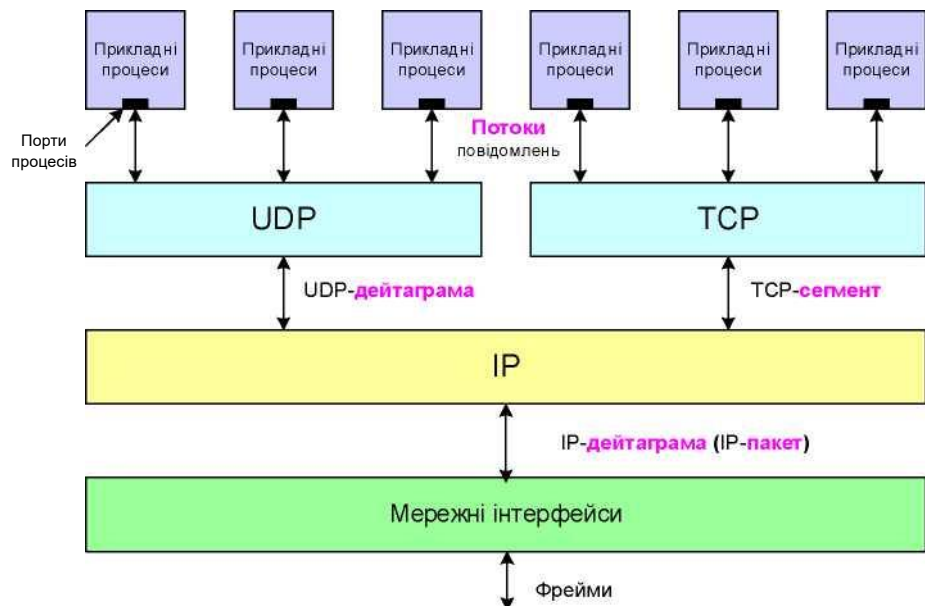 Прикладні
процеси
Прикладні
процеси
Прикладні
процеси
Прикладні
процеси
Прикладні
процеси
Прикладні
процеси
Порти
процесів
Потоки
повідомлень
UDP
TCP
UDP-дейтаграма
TCP-сегмент
IP
IP-дейтаграма (IP-пакет)
Мережні інтерфейси
Фрейми